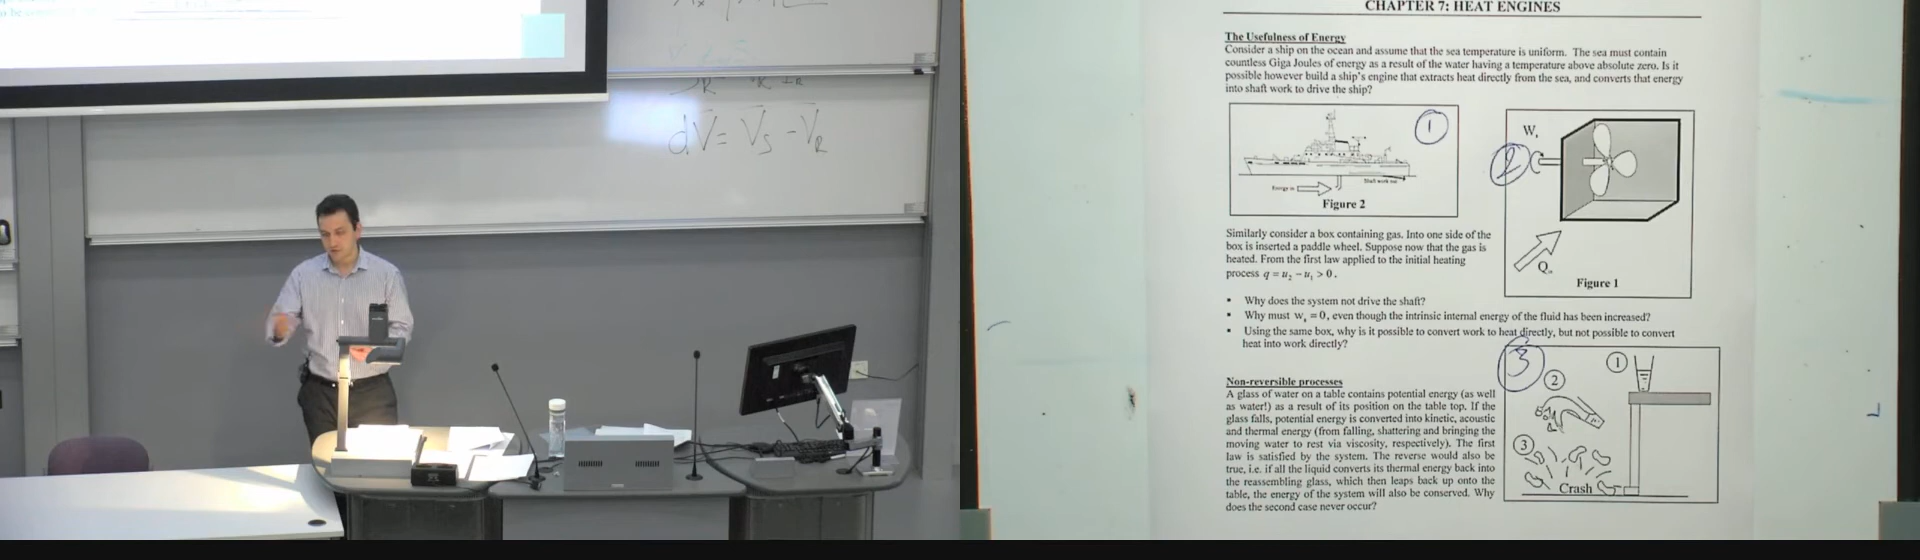 dV = V_S - V_R
CHAPTER 7: HEAT ENGINES
The Usefulness of Energy
Consider a ship on the ocean and assume that the sea temperature is uniform. The sea must contain
countless Giga Joules of energy as a result of the water having a temperature above absolute zero. Is it
possible however build a ship's engine that extracts heat directly from the sea, and converts that energy
into shaft work to drive the ship?
1
Energy in
Shaft work out
Figure 2
W,
2
Q
Figure 1
Similarly consider a box containing gas. Into one side of the
box is inserted a paddle wheel. Suppose now that the gas is
heated. From the first law applied to the initial heating
process q = u₂ − u₁ > 0.
▪ Why does the system not drive the shaft?
▪ Why must wₛ = 0, even though the intrinsic internal energy of the fluid has been increased?
▪ Using the same box, why is it possible to convert work to heat directly, but not possible to convert
heat into work directly?
Non-reversible processes
A glass of water on a table contains potential energy (as well
as water!) as a result of its position on the table top. If the
glass falls, potential energy is converted into kinetic, acoustic
and thermal energy (from falling, shattering and bringing the
moving water to rest via viscosity, respectively). The first
law is satisfied by the system. The reverse would also be
true, i.e. if all the liquid converts its thermal energy back into
the reassembling glass, which then leaps back up onto the
table, the energy of the system will also be conserved. Why
does the second case never occur?
3
1
2
3
Crash